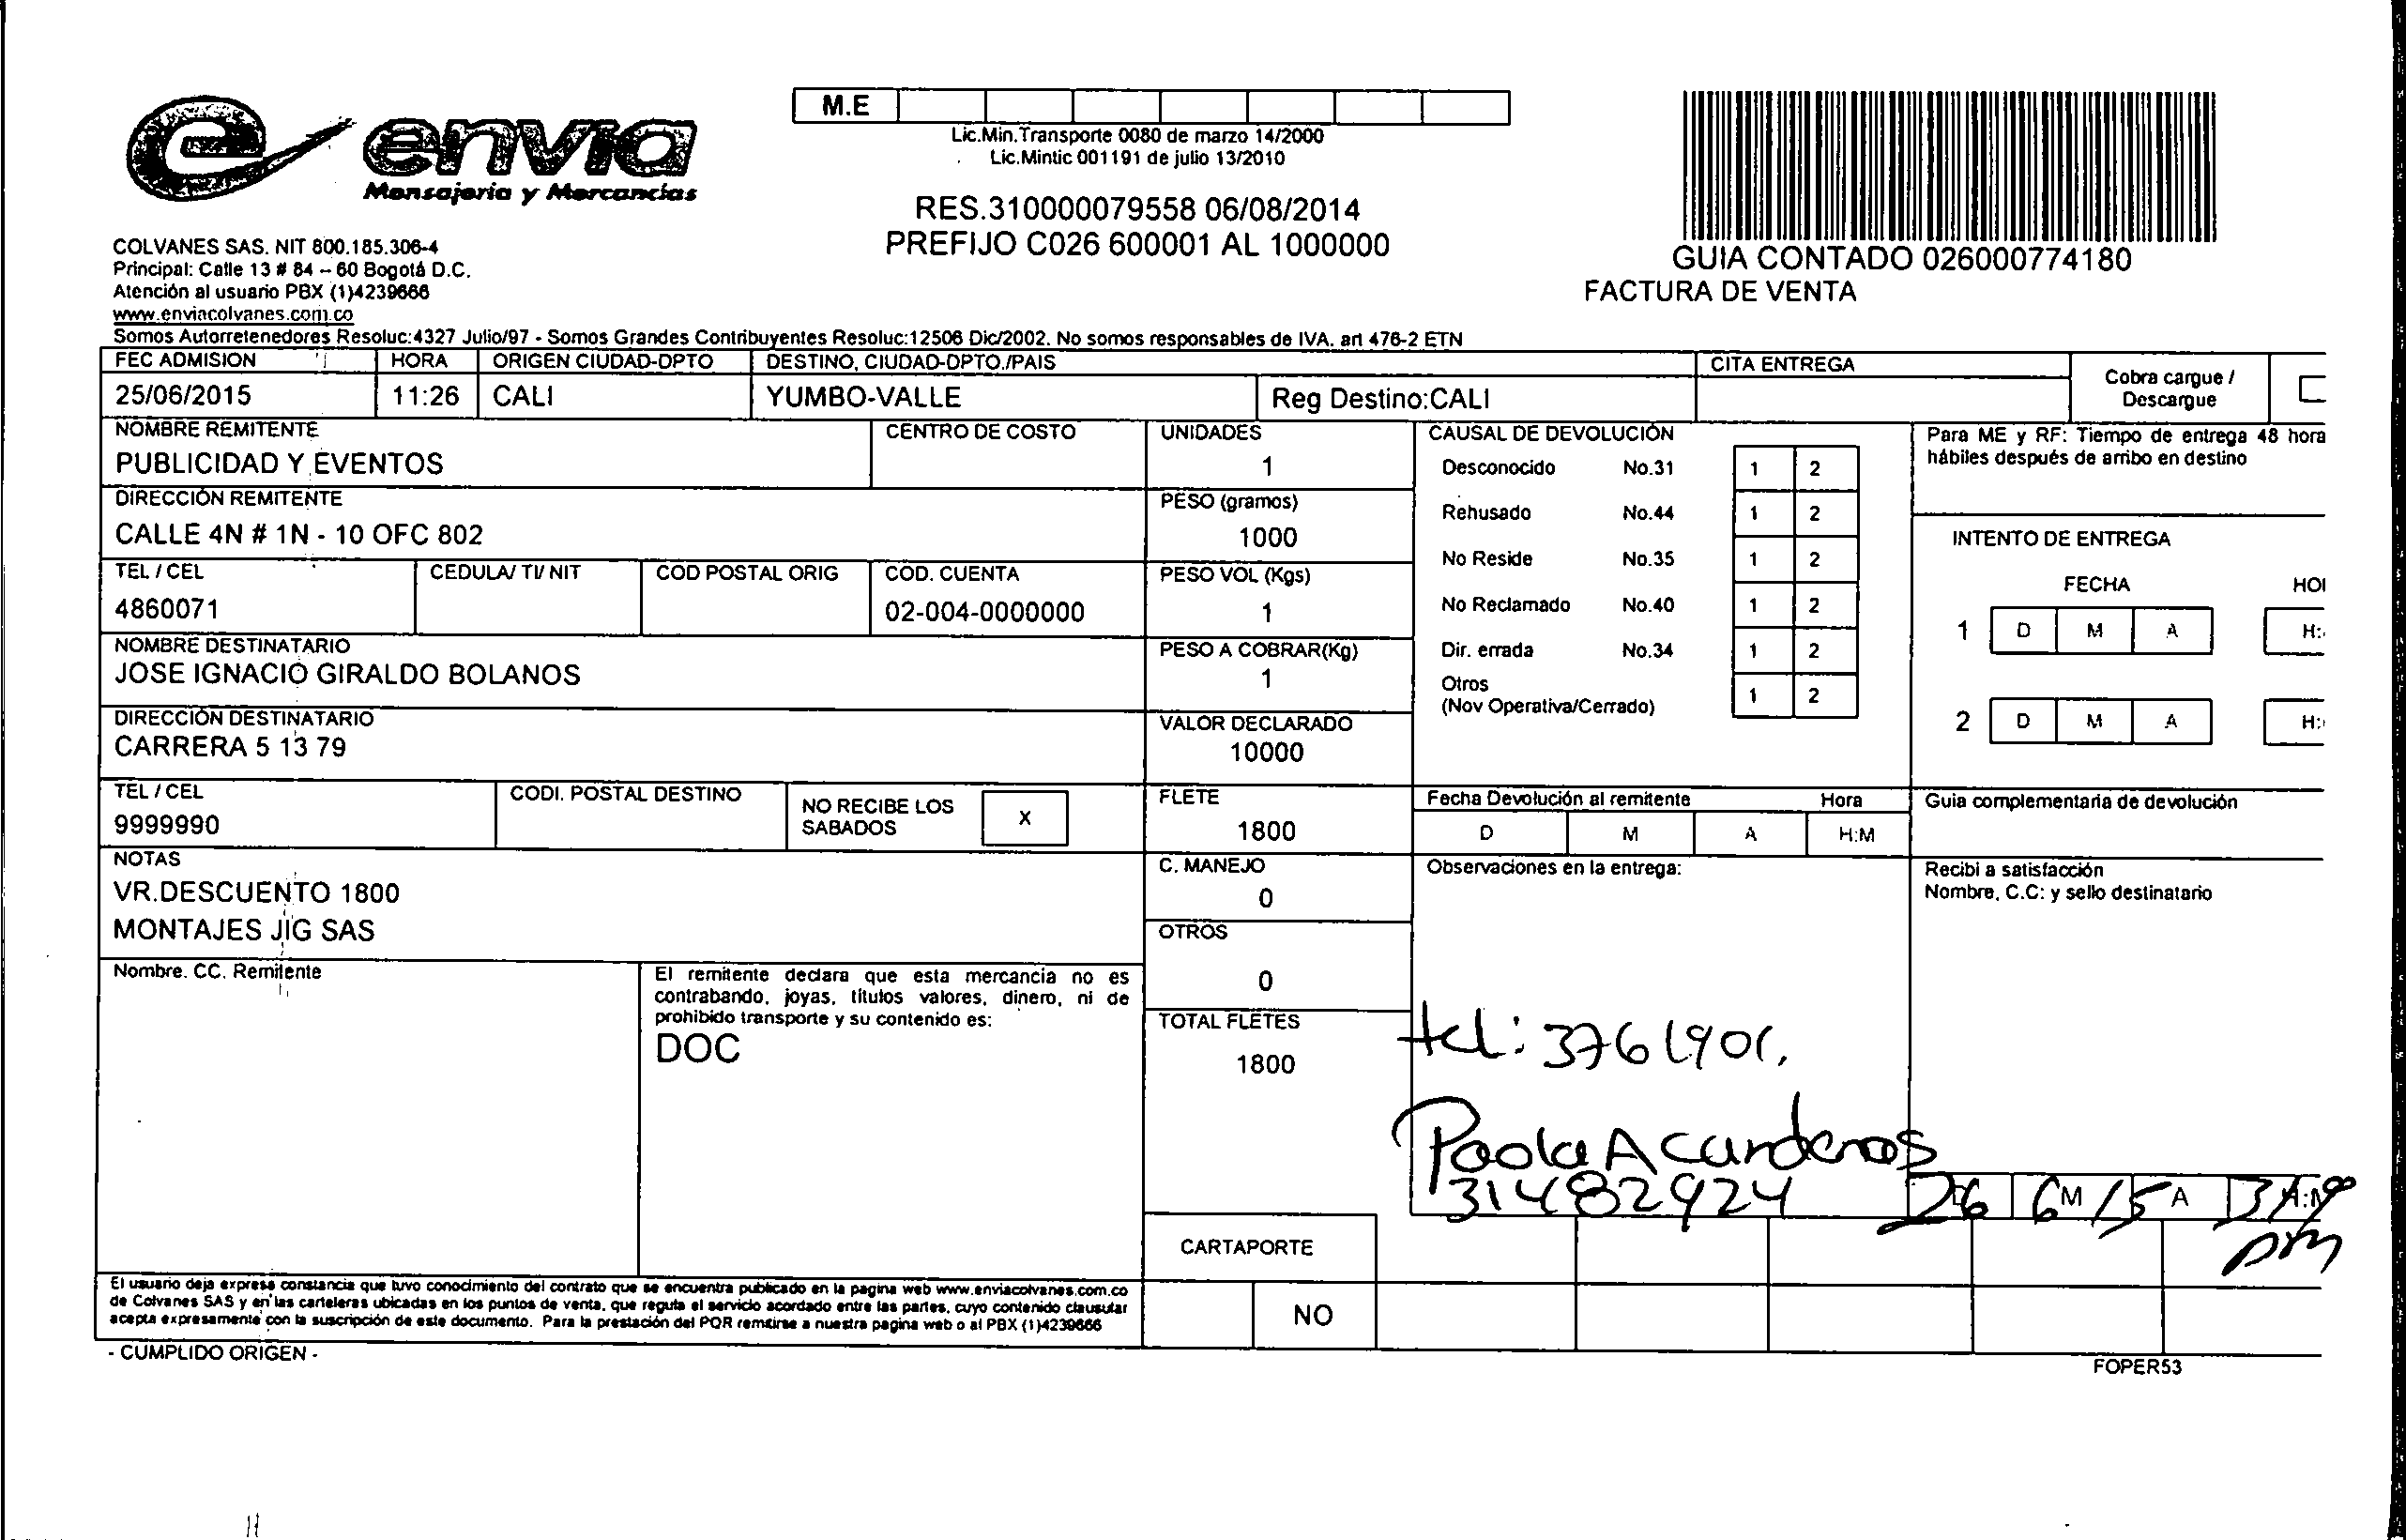 envia
Mensajería y Mercancías
M.E
Lic.Min.Transporte 0080 de marzo 14/2000
Lic.Mintic 001191 de julio 13/2010
RES.310000079558 06/08/2014
PREFIJO C026 600001 AL 1000000
GUIA CONTADO 026000774180
FACTURA DE VENTA
COLVANES SAS. NIT 800.185.306-4
Principal: Calle 13 # 84 – 60 Bogotá D.C.
Atención al usuario PBX (1)4239666
www.enviacolvanes.com.co
Somos Autorretenedores Resoluc:4327 Julio/97 - Somos Grandes Contribuyentes Resoluc:12506 Dic/2002. No somos responsables de IVA. art 476-2 ETN
FEC ADMISION HORA ORIGEN CIUDAD-DPTO DESTINO, CIUDAD-DPTO./PAIS CITA ENTREGA
25/06/2015 11:26 CALI YUMBO-VALLE Reg Destino:CALI
Cobra cargue /
Descargue
NOMBRE REMITENTE CENTRO DE COSTO
PUBLICIDAD Y EVENTOS
DIRECCIÓN REMITENTE
CALLE 4N # 1N - 10 OFC 802
TEL / CEL CEDULA/ TI/ NIT COD POSTAL ORIG COD. CUENTA
4860071 02-004-0000000
NOMBRE DESTINATARIO
JOSE IGNACIO GIRALDO BOLANOS
DIRECCIÓN DESTINATARIO
CARRERA 5 13 79
TEL / CEL CODI. POSTAL DESTINO NO RECIBE LOS
SABADOS X
9999990
NOTAS
VR.DESCUENTO 1800
MONTAJES JIG SAS
Nombre. CC. Remitente
El remitente declara que esta mercancia no es
contrabando, joyas, títulos valores, dinero, ni de
prohibido transporte y su contenido es:
DOC
UNIDADES
1
PESO (gramos)
1000
PESO VOL (Kgs)
1
PESO A COBRAR(Kg)
1
VALOR DECLARADO
10000
FLETE
1800
C. MANEJO
0
OTROS
0
TOTAL FLETES
1800
CARTAPORTE
NO
CAUSAL DE DEVOLUCIÓN
Desconocido No.31 1 2
Rehusado No.44 1 2
No Reside No.35 1 2
No Reclamado No.40 1 2
Dir. errada No.34 1 2
Otros
(Nov Operativa/Cerrado) 1 2
Para ME y RF: Tiempo de entrega 48 hora
hábiles después de arribo en destino
INTENTO DE ENTREGA
FECHA HOI
1 D M A H:
2 D M A H:
Fecha Devolución al remitente Hora
D M A H:M
Guia complementaria de devolución
Observaciones en la entrega:
Recibi a satisfacción
Nombre, C.C: y sello destinatario
tel: 3761901.
Paola A cardenas
31482924
26 6 15
M A
pm
El usuario deja expresa constancia que tuvo conocimiento del contrato que se encuentra publicado en la pagina web www.enviacolvanes.com.co
de Colvanes SAS y en las carteleras ubicadas en los puntos de venta, que regula el servicio acordado entre las partes, cuyo contenido clausular
acepta expresamente con la suscripción de este documento. Para la prestación del PQR remitirse a nuestra pagina web o al PBX (1)4239666
- CUMPLIDO ORIGEN -
FOPER53